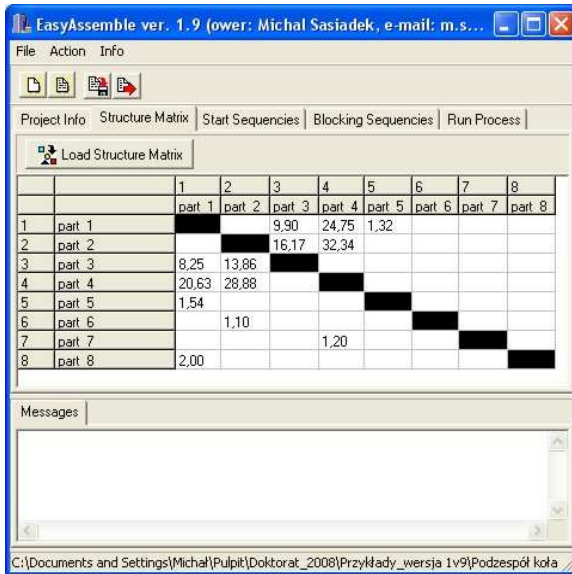 EasyAssemble ver. 1.9 (ower: Michal Sasiadek, e-mail: m.s...
File Action Info
Project Info Structure Matrix Start Sequencies Blocking Sequencies Run Process
Load Structure Matrix
1 2 3 4 5 6 7 8
part 1 part 2 part 3 part 4 part 5 part 6 part 7 part 8
1 part 1 9,90 24,75 1,32
2 part 2 16,17 32,34
3 part 3 8,25 13,86
4 part 4 20,63 28,88
5 part 5 1,54
6 part 6 1,10
7 part 7 1,20
8 part 8 2,00
Messages
C:\Documents and Settings\Michał\Pulpit\Doktorat_2008\Przykłady_wersja 1v9\Podzespół koła